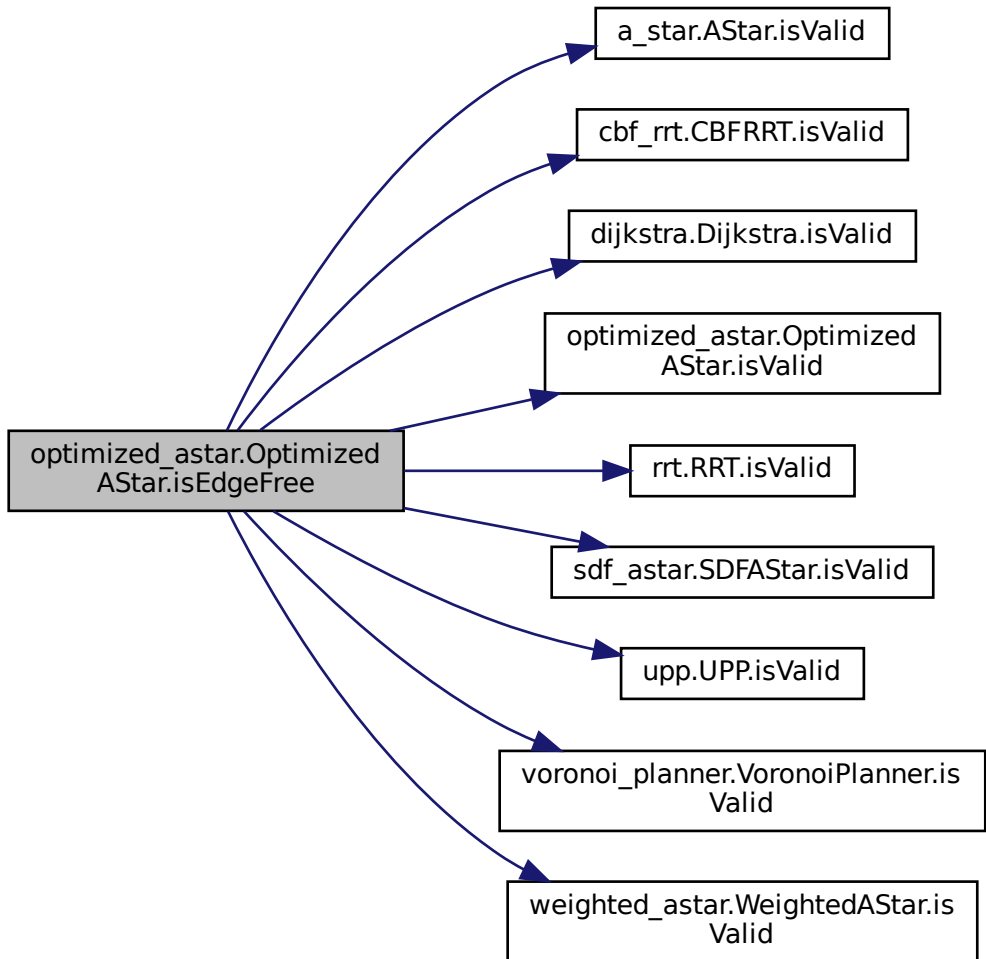 a_star.AStar.isValid
cbf_rrt.CBFRRT.isValid
dijkstra.Dijkstra.isValid
optimized_astar.Optimized
AStar.isValid
optimized_astar.Optimized
AStar.isEdgeFree
rrt.RRT.isValid
sdf_astar.SDFAStar.isValid
upp.UPP.isValid
voronoi_planner.VoronoiPlanner.is
Valid
weighted_astar.WeightedAStar.is
Valid